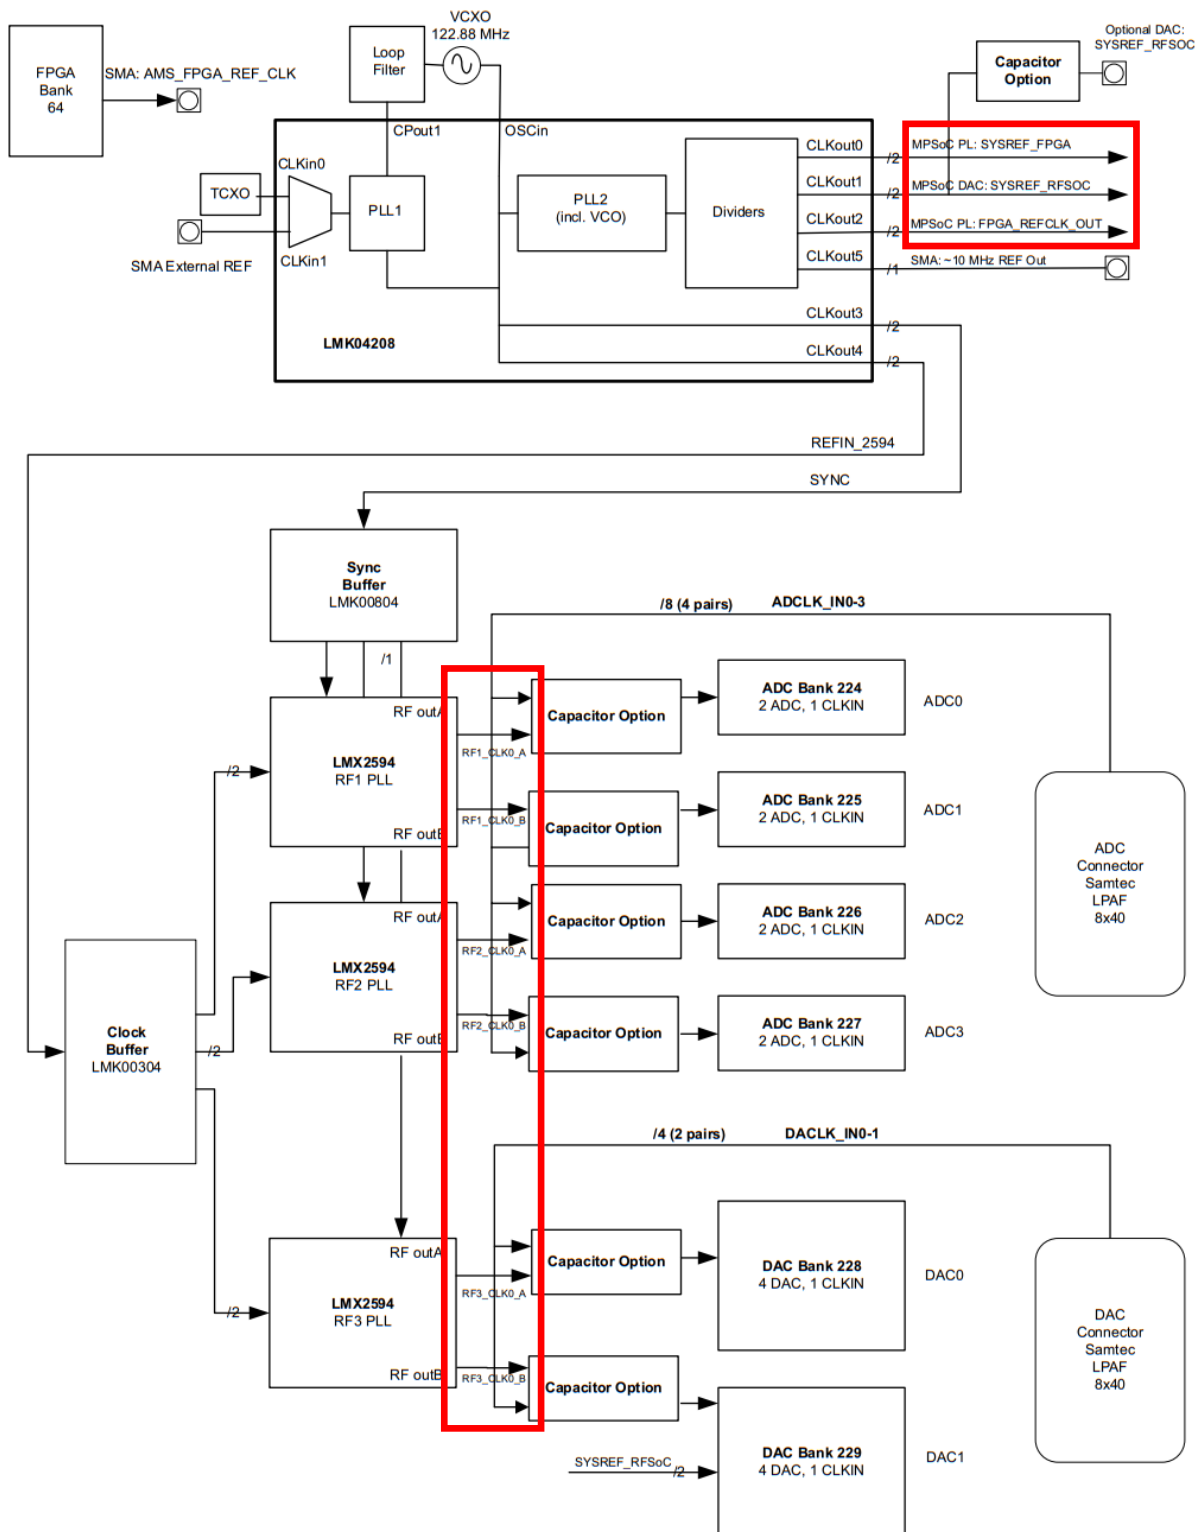 VCXO
122.88 MHz
Optional DAC:
SYSREF_RFSOC
FPGA
Bank
64
SMA: AMS_FPGA_REF_CLK
Loop
Filter
Capacitor
Option
CPout1
OSCin
CLKin0
TCXO
PLL1
CLKin1
SMA External REF
PLL2
(incl. VCO)
Dividers
CLKout0
/2
MPSoC PL: SYSREF_FPGA
CLKout1
/2
MPSoC DAC: SYSREF_RFSOC
CLKout2
/2
MPSoC PL: FPGA_REFCLK_OUT
CLKout5
/1
SMA: ~10 MHz REF Out
CLKout3
/2
LMK04208
CLKout4
/2
REFIN_2594
SYNC
Sync
Buffer
LMK00804
/1
/8 (4 pairs)
ADCLK_IN0-3
RF outA
LMX2594
RF1 PLL
RF outB
/2
RF1_CLK0_A
RF1_CLK0_B
Capacitor Option
ADC Bank 224
2 ADC, 1 CLKIN
ADC0
Capacitor Option
ADC Bank 225
2 ADC, 1 CLKIN
ADC1
RF outA
LMX2594
RF2 PLL
RF outB
/2
RF2_CLK0_A
RF2_CLK0_B
Capacitor Option
ADC Bank 226
2 ADC, 1 CLKIN
ADC2
Capacitor Option
ADC Bank 227
2 ADC, 1 CLKIN
ADC3
ADC
Connector
Samtec
LPAF
8x40
Clock
Buffer
LMK00304
/4 (2 pairs)
DACLK_IN0-1
RF outA
LMX2594
RF3 PLL
RF outB
/2
RF3_CLK0_A
RF3_CLK0_B
Capacitor Option
DAC Bank 228
4 DAC, 1 CLKIN
DAC0
Capacitor Option
DAC Bank 229
4 DAC, 1 CLKIN
DAC1
SYSREF_RFSoC
/2
DAC
Connector
Samtec
LPAF
8x40